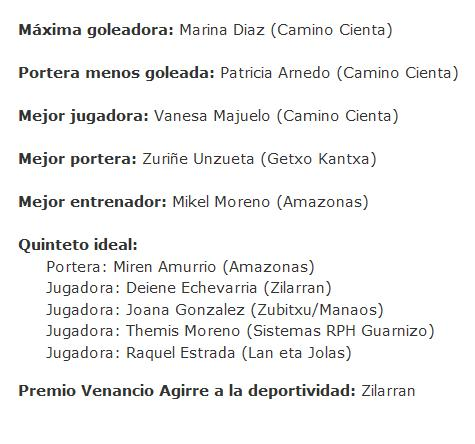 Máxima goleadora: Marina Diaz (Camino Cienta)
Portera menos goleada: Patricia Arnedo (Camino Cienta)
Mejor jugadora: Vanesa Majuelo (Camino Cienta)
Mejor portera: Zuriñe Unzueta (Getxo Kantxa)
Mejor entrenador: Mikel Moreno (Amazonas)
Quinteto ideal:
Portera: Miren Amurrio (Amazonas)
Jugadora: Deiene Echevarria (Zilarran)
Jugadora: Joana Gonzalez (Zubitxu/Manaos)
Jugadora: Themis Moreno (Sistemas RPH Guarnizo)
Jugadora: Raquel Estrada (Lan eta Jolas)
Premio Venancio Agirre a la deportividad: Zilarran